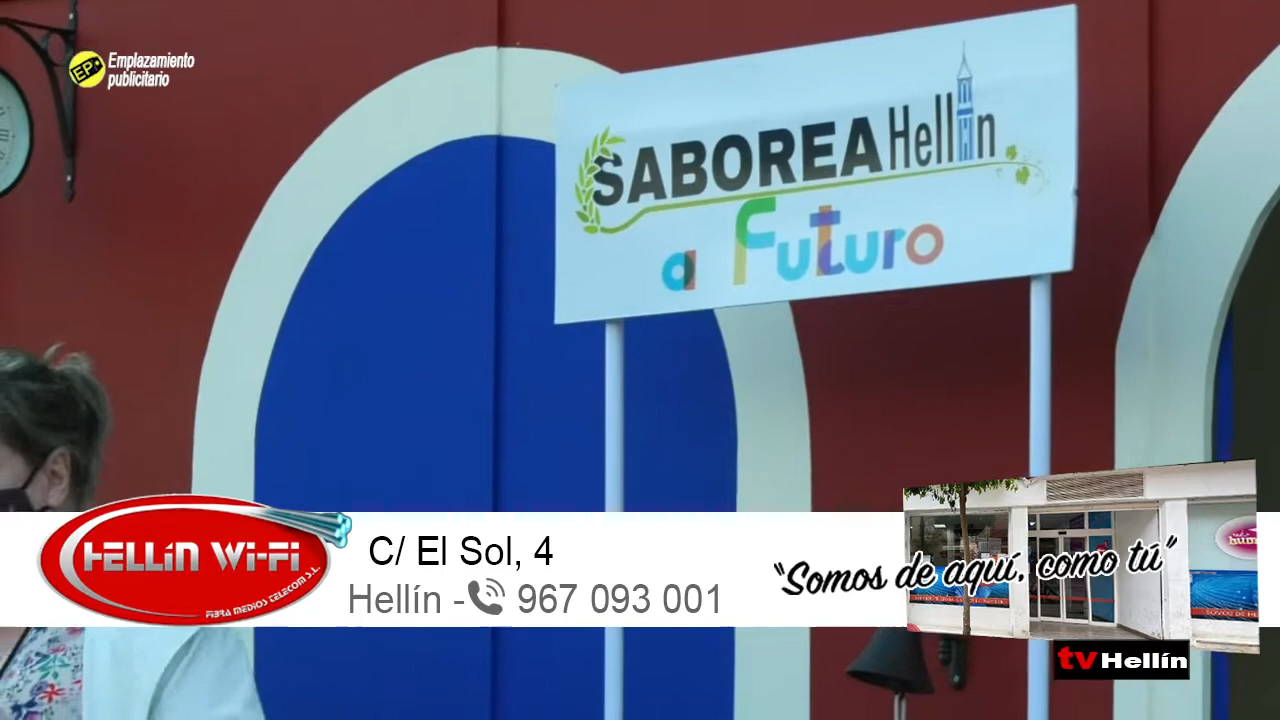 EP.
Emplazamiento
publicitario
SABOREA Hellín
a Futuro
HELLÍN WI-FI
FIBRA MEDIOS TELECOM S.L.
C/ El Sol, 4
Hellín - 967 093 001
"Somos de aquí, como tú"
tv Hellín